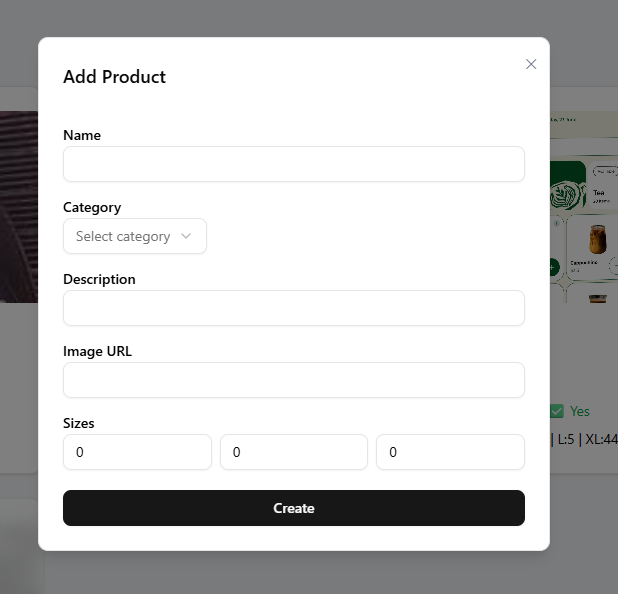 Add Product
Name
Category
Select category
Description
Image URL
Sizes
0
0
0
Create
Tea
Cappuchino
Yes
| L:5 | XL:44